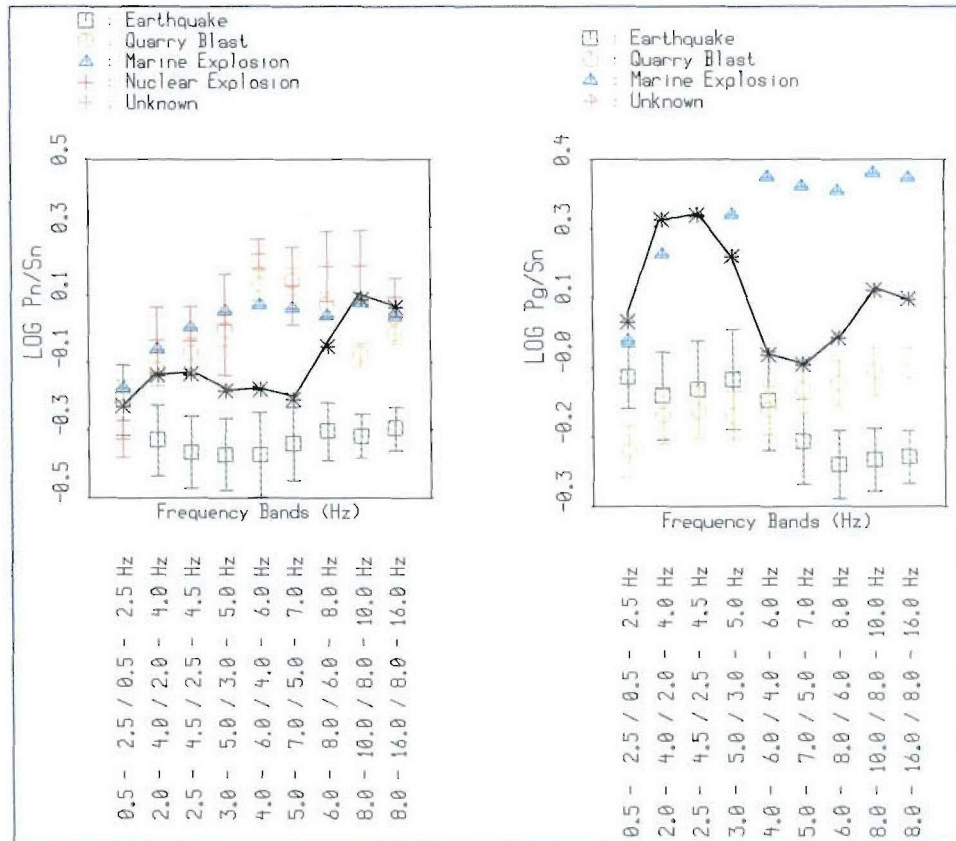 : Earthquake
: Quarry Blast
: Marine Explosion
: Nuclear Explosion
: Unknown
LOG Pn/Sn
0.5
0.3
0.1
-0.1
-0.3
-0.5
Frequency Bands (Hz)
0.5 - 2.5 / 0.5 - 2.5 Hz
2.0 - 4.0 / 2.0 - 4.0 Hz
2.5 - 4.5 / 2.5 - 4.5 Hz
3.0 - 5.0 / 3.0 - 5.0 Hz
4.0 - 6.0 / 4.0 - 6.0 Hz
5.0 - 7.0 / 5.0 - 7.0 Hz
6.0 - 8.0 / 6.0 - 8.0 Hz
8.0 - 10.0 / 8.0 - 10.0 Hz
8.0 - 16.0 / 8.0 - 16.0 Hz
: Earthquake
: Quarry Blast
: Marine Explosion
: Unknown
LOG Pg/Sn
0.4
0.3
0.1
-0.0
-0.2
-0.3
Frequency Bands (Hz)
0.5 - 2.5 / 0.5 - 2.5 Hz
2.0 - 4.0 / 2.0 - 4.0 Hz
2.5 - 4.5 / 2.5 - 4.5 Hz
3.0 - 5.0 / 3.0 - 5.0 Hz
4.0 - 6.0 / 4.0 - 6.0 Hz
5.0 - 7.0 / 5.0 - 7.0 Hz
6.0 - 8.0 / 6.0 - 8.0 Hz
8.0 - 10.0 / 8.0 - 10.0 Hz
8.0 - 16.0 / 8.0 - 16.0 Hz